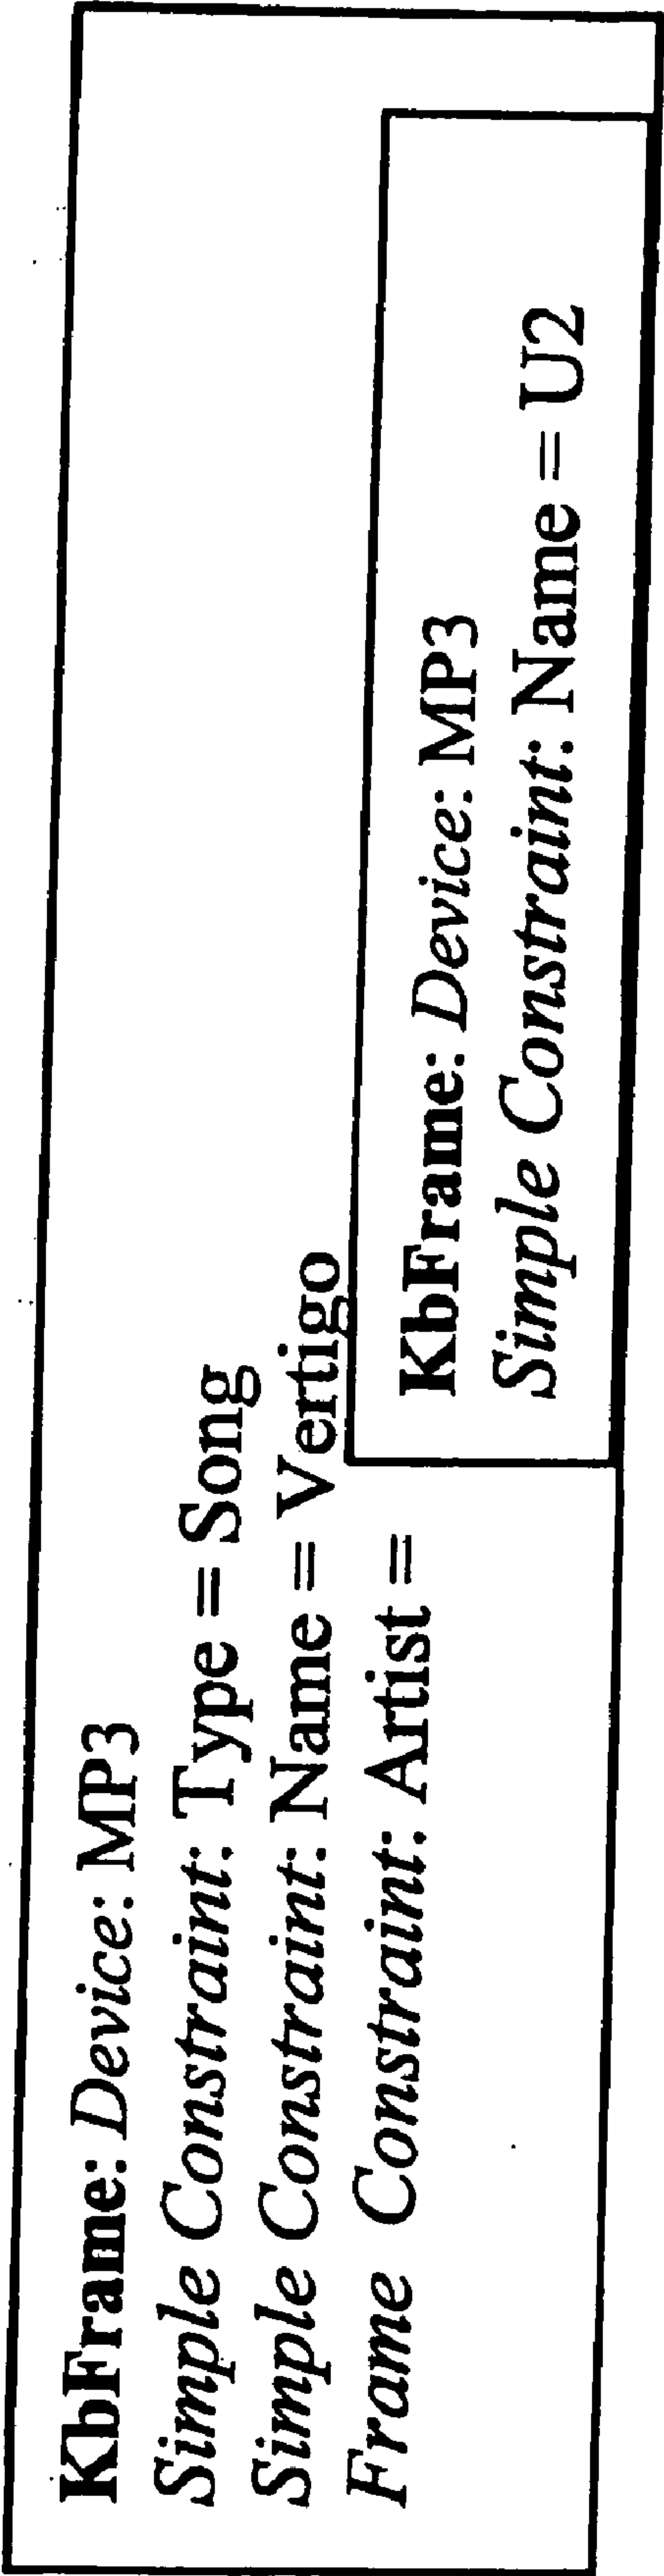 KbFrame: Device: MP3
Simple Constraint: Type = Song
Simple Constraint: Name = Vertigo
Frame Constraint: Artist =
KbFrame: Device: MP3
Simple Constraint: Name = U2